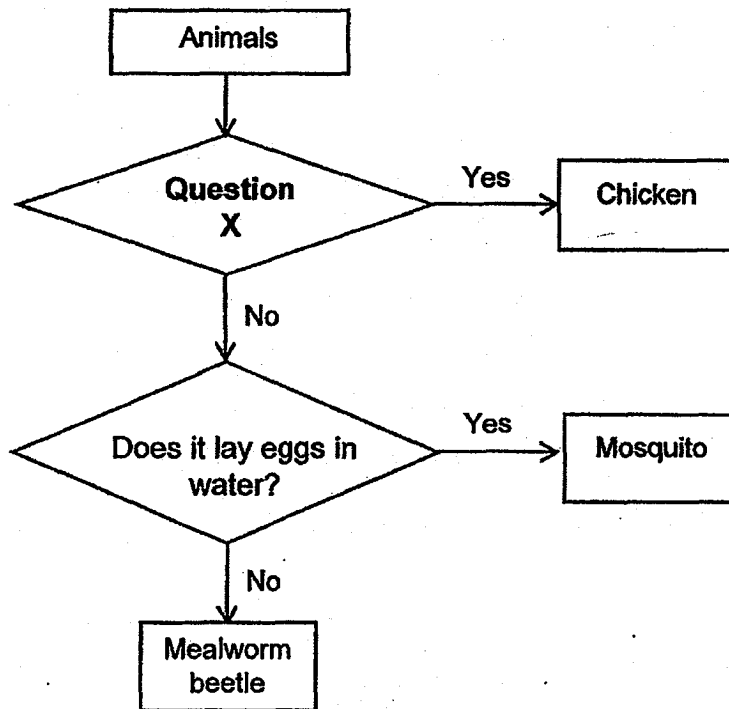 Animals
Question
X
Yes
Chicken
No
Does it lay eggs in
water?
Yes
Mosquito
No
Mealworm
beetle